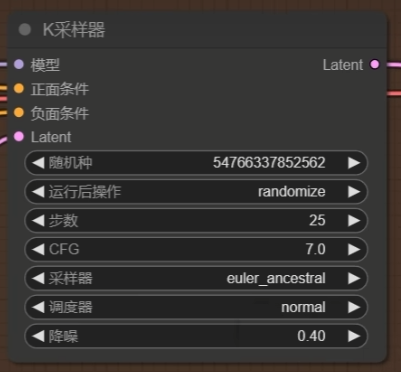 K采样器
模型 Latent
正面条件
负面条件
Latent
随机种 54766337852562
运行后操作 randomize
步数 25
CFG 7.0
采样器 euler_ancestral
调度器 normal
降噪 0.40